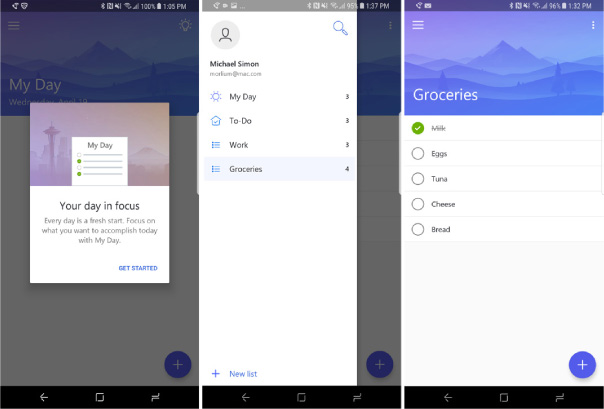 100% 1:05 PM
My Day
Wednesday, April 19
My Day
Your day in focus
Every day is a fresh start. Focus on
what you want to accomplish today
with My Day.
GET STARTED
... 95% 1:37 PM
Michael Simon
morlium@mac.com
My Day 3
To-Do 3
Work 3
Groceries 4
+ New list
96% 1:32 PM
Groceries
Milk
Eggs
Tuna
Cheese
Bread